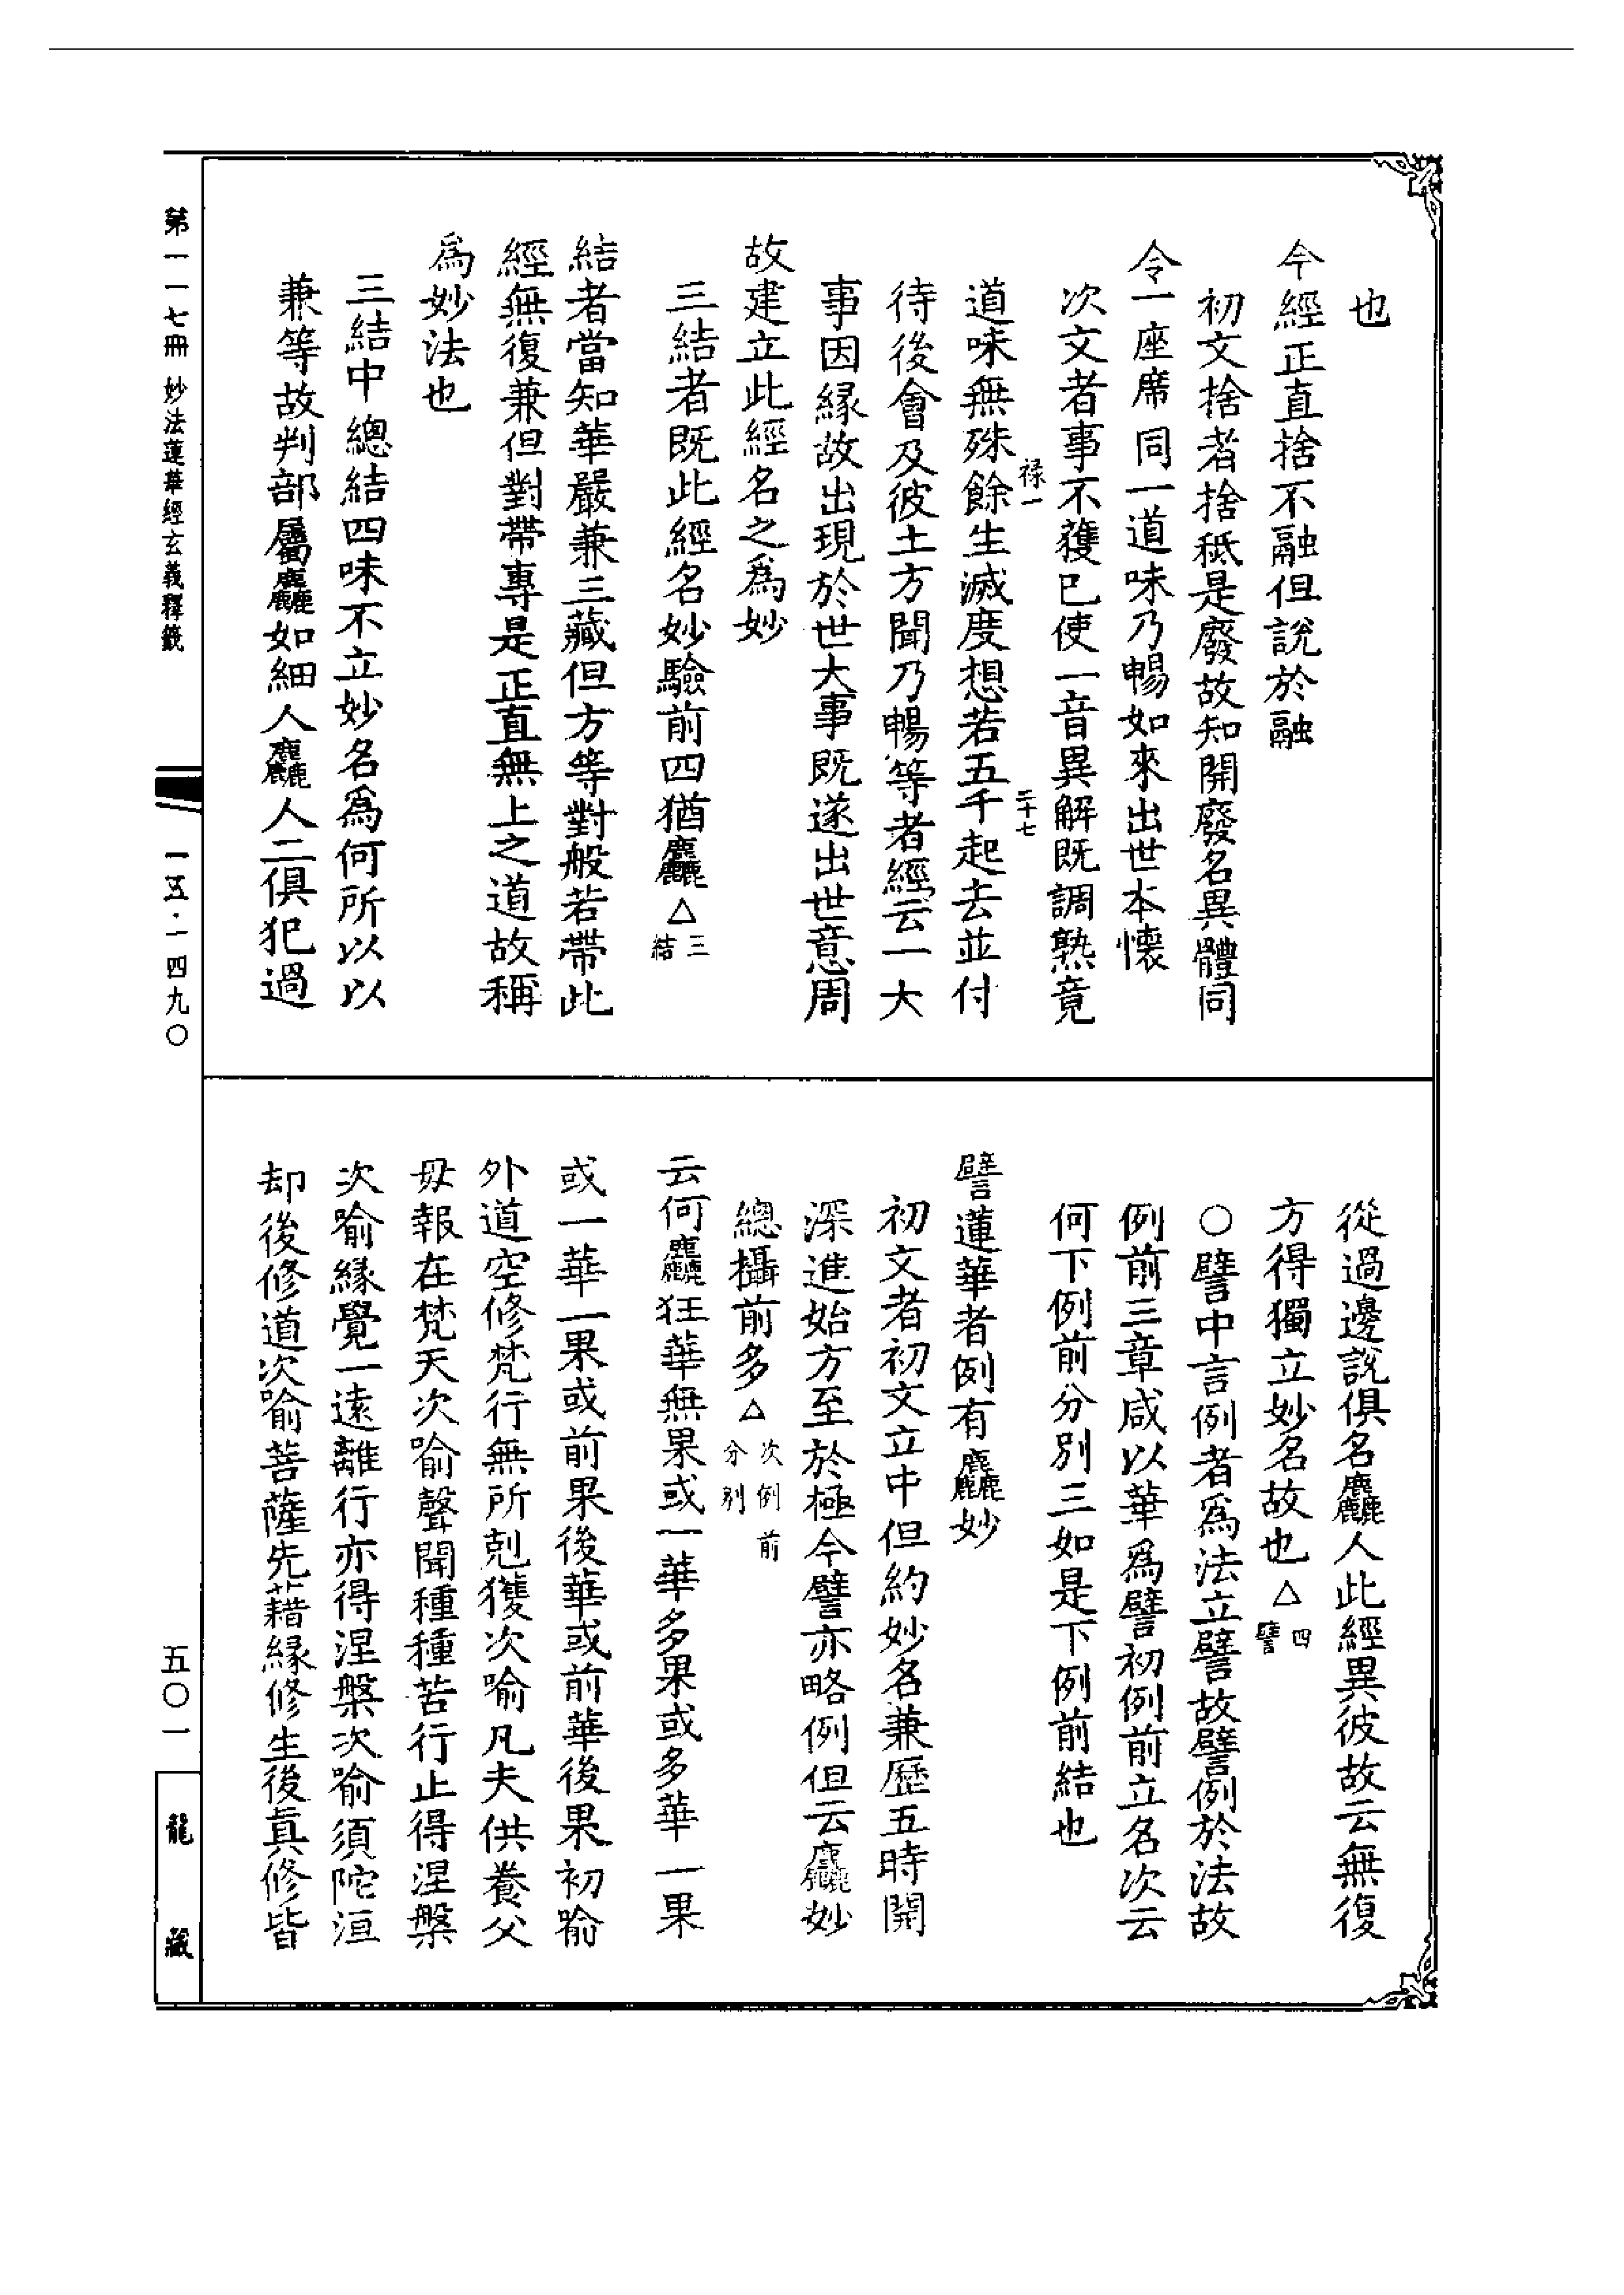 也
今經正直捨不融但說於融
初文捨者捨秖是廢故知開廢名異體同
令一座席同一道味乃暢如來出世本懷
次文者事不獲已使一音異解既調熟竟
禄一
二十七
道味無殊餘生滅度想若五千起去並付
待後會及彼土方聞乃暢等者經云一大
事因緣故出現於世大事既遂出世意周
故建立此經名之為妙
三結者既此經名妙驗前四猶麤△三結
結者當知華嚴兼三藏但方等對般若帶此
經無復兼但對帶專是正直無上之道故稱
為妙法也
三結中總結四味不立妙名為何所以以
兼等故判部屬麤如細人麤人二俱犯過
從過邊說俱名麤人此經異彼故云無復
方得獨立妙名故也△四譬
○譬中言例者為法立譬故譬例於法故
例前三章咸以華為譬初例前立名次云
何下例前分別三如是下例前結也
譬蓮華者例有麤妙
初文者初文立中但約妙名兼歷五時開
深進始方至於極今譬亦略例但云麤妙
總攝前多△次例前分別
云何麤狂華無果或一華多果或多華一果
或一華一果或前果後華或前華後果初喻
外道空修梵行無所剋獲次喻凡夫供養父
母報在梵天次喻聲聞種種苦行止得涅槃
次喻緣覺一遠離行亦得涅槃次喻須陀洹
却後修道次喻菩薩先藉緣修生後真修皆
第一一七冊 妙法蓮華經玄義釋籤
一五·一四九〇
五〇一
龍藏